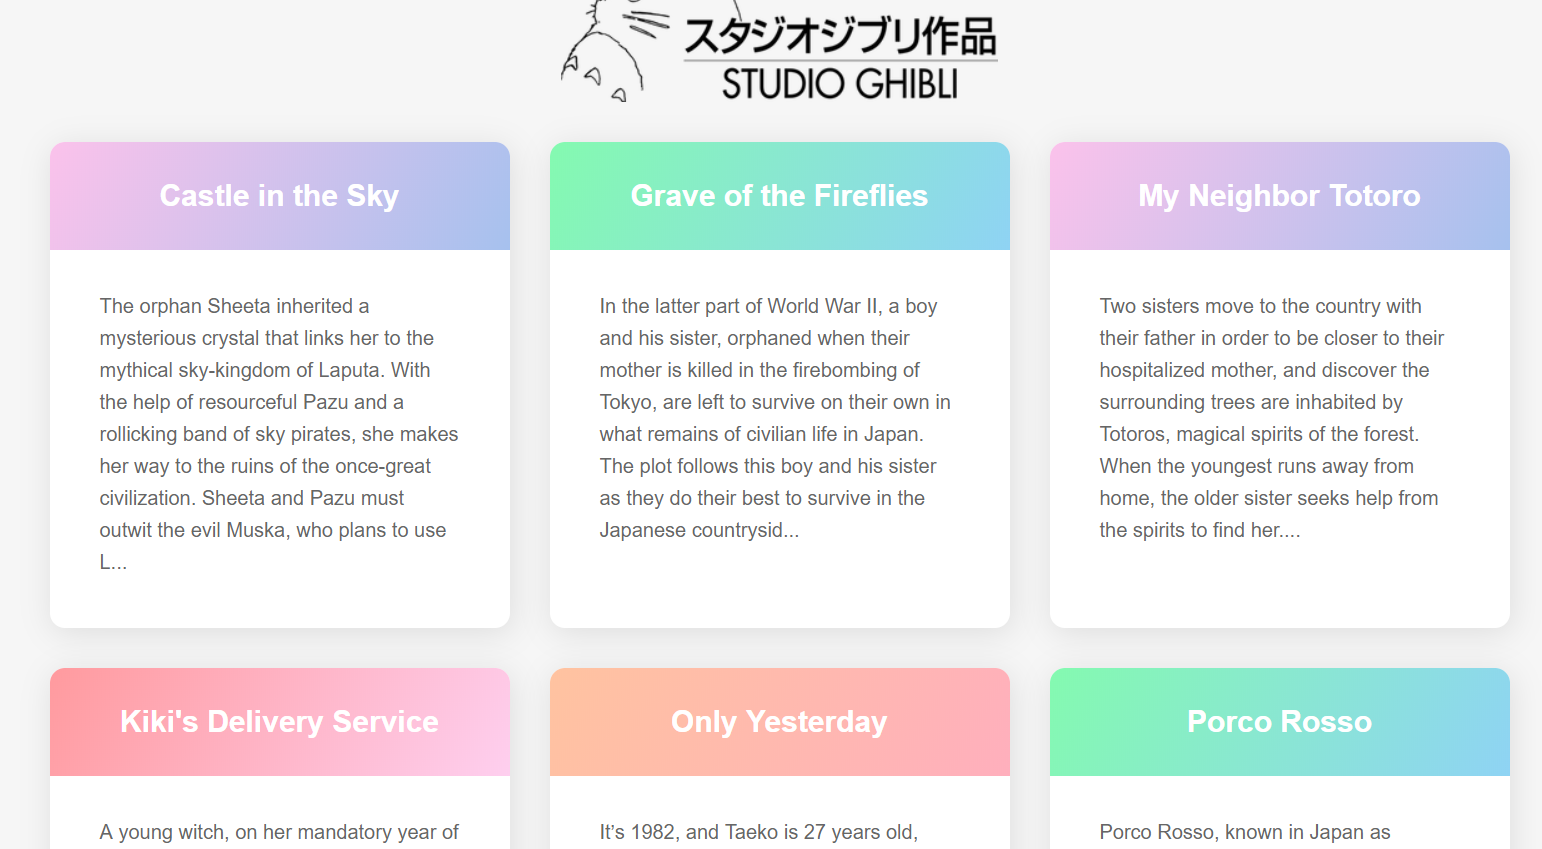 スタジオジブリ作品
STUDIO GHIBLI
Castle in the Sky
The orphan Sheeta inherited a
mysterious crystal that links her to the
mythical sky-kingdom of Laputa. With
the help of resourceful Pazu and a
rollicking band of sky pirates, she makes
her way to the ruins of the once-great
civilization. Sheeta and Pazu must
outwit the evil Muska, who plans to use
L...
Grave of the Fireflies
In the latter part of World War II, a boy
and his sister, orphaned when their
mother is killed in the firebombing of
Tokyo, are left to survive on their own in
what remains of civilian life in Japan.
The plot follows this boy and his sister
as they do their best to survive in the
Japanese countrysid...
My Neighbor Totoro
Two sisters move to the country with
their father in order to be closer to their
hospitalized mother, and discover the
surrounding trees are inhabited by
Totoros, magical spirits of the forest.
When the youngest runs away from
home, the older sister seeks help from
the spirits to find her....
Kiki's Delivery Service
A young witch, on her mandatory year of
Only Yesterday
It’s 1982, and Taeko is 27 years old,
Porco Rosso
Porco Rosso, known in Japan as